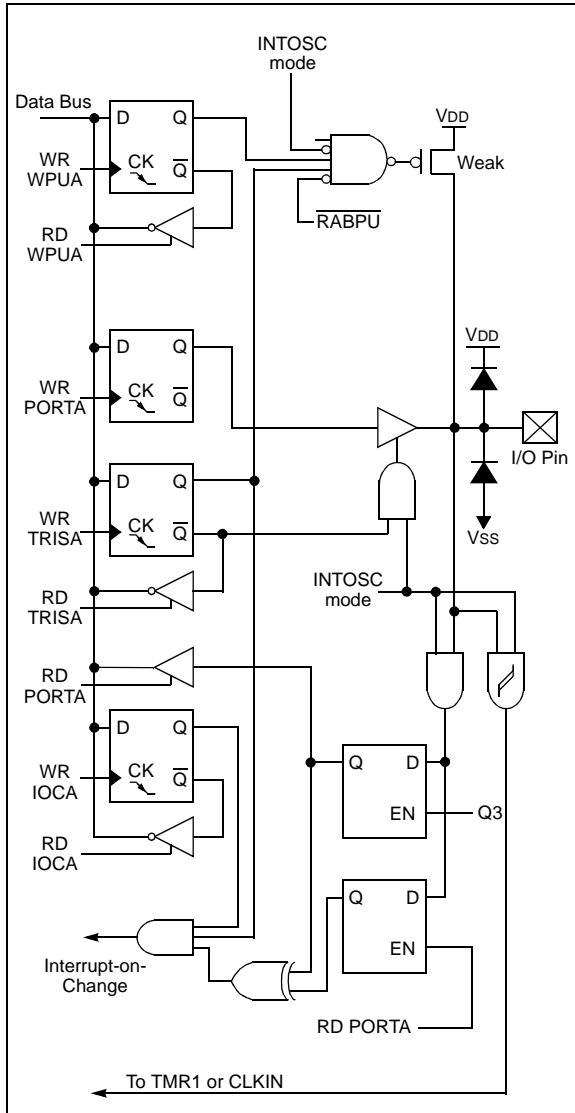 INTOSC
mode
Data Bus
D Q
CK
Q
WR
WPUA
RD
WPUA
VDD
Weak
RABPU
D Q
CK
Q
WR
PORTA
VDD
I/O Pin
VSS
D Q
CK
Q
WR
TRISA
RD
TRISA
INTOSC
mode
RD
PORTA
D Q
CK
Q
WR
IOCA
RD
IOCA
Q D
EN
Q3
Q D
EN
RD PORTA
Interrupt-on-
Change
To TMR1 or CLKIN